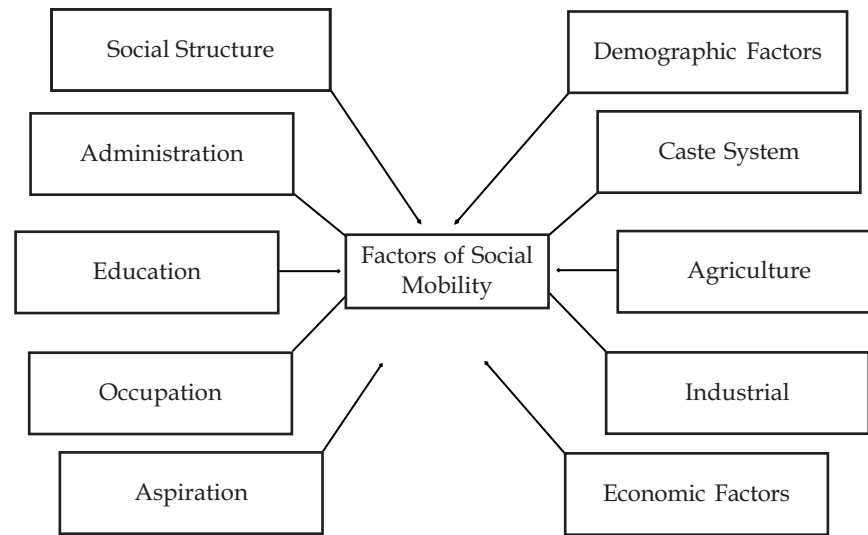 Social Structure
Demographic Factors
Administration
Caste System
Factors of Social
Mobility
Education
Agriculture
Occupation
Industrial
Aspiration
Economic Factors